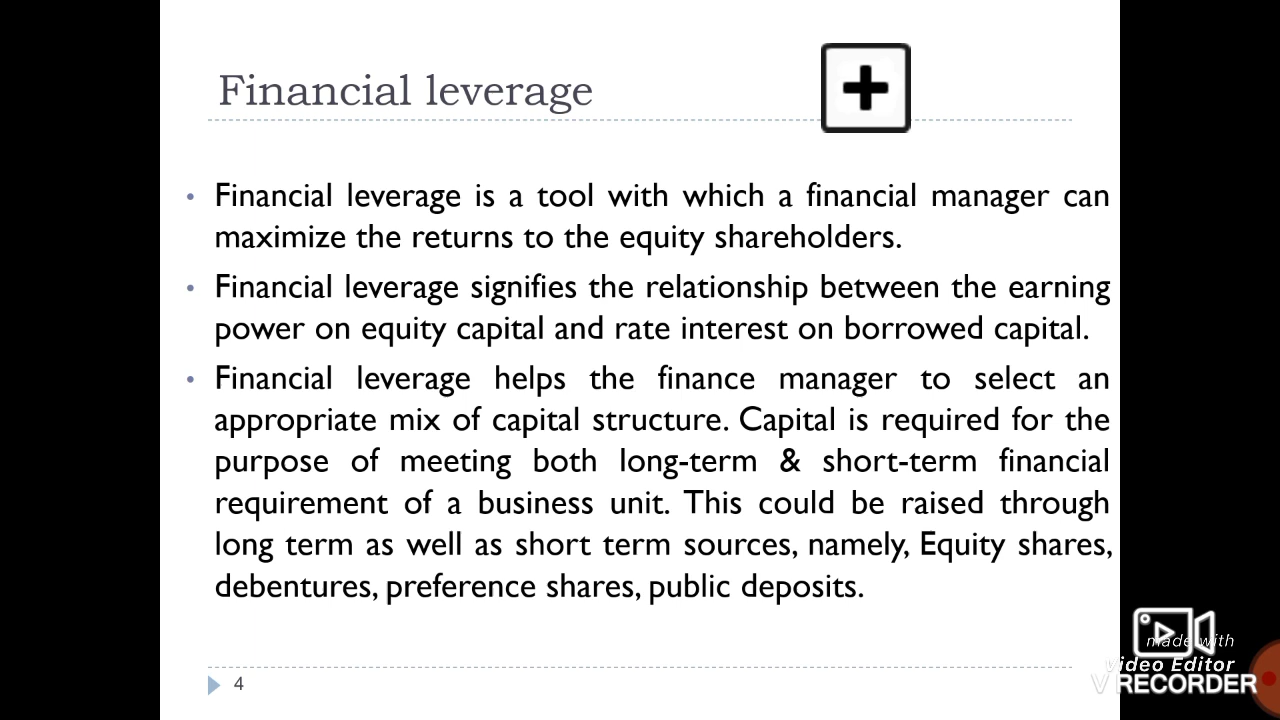 Financial leverage
• Financial leverage is a tool with which a financial manager can
maximize the returns to the equity shareholders.
• Financial leverage signifies the relationship between the earning
power on equity capital and rate interest on borrowed capital.
• Financial leverage helps the finance manager to select an
appropriate mix of capital structure. Capital is required for the
purpose of meeting both long-term & short-term financial
requirement of a business unit. This could be raised through
long term as well as short term sources, namely, Equity shares,
debentures, preference shares, public deposits.
4
made with
Video Editor
V RECORDER